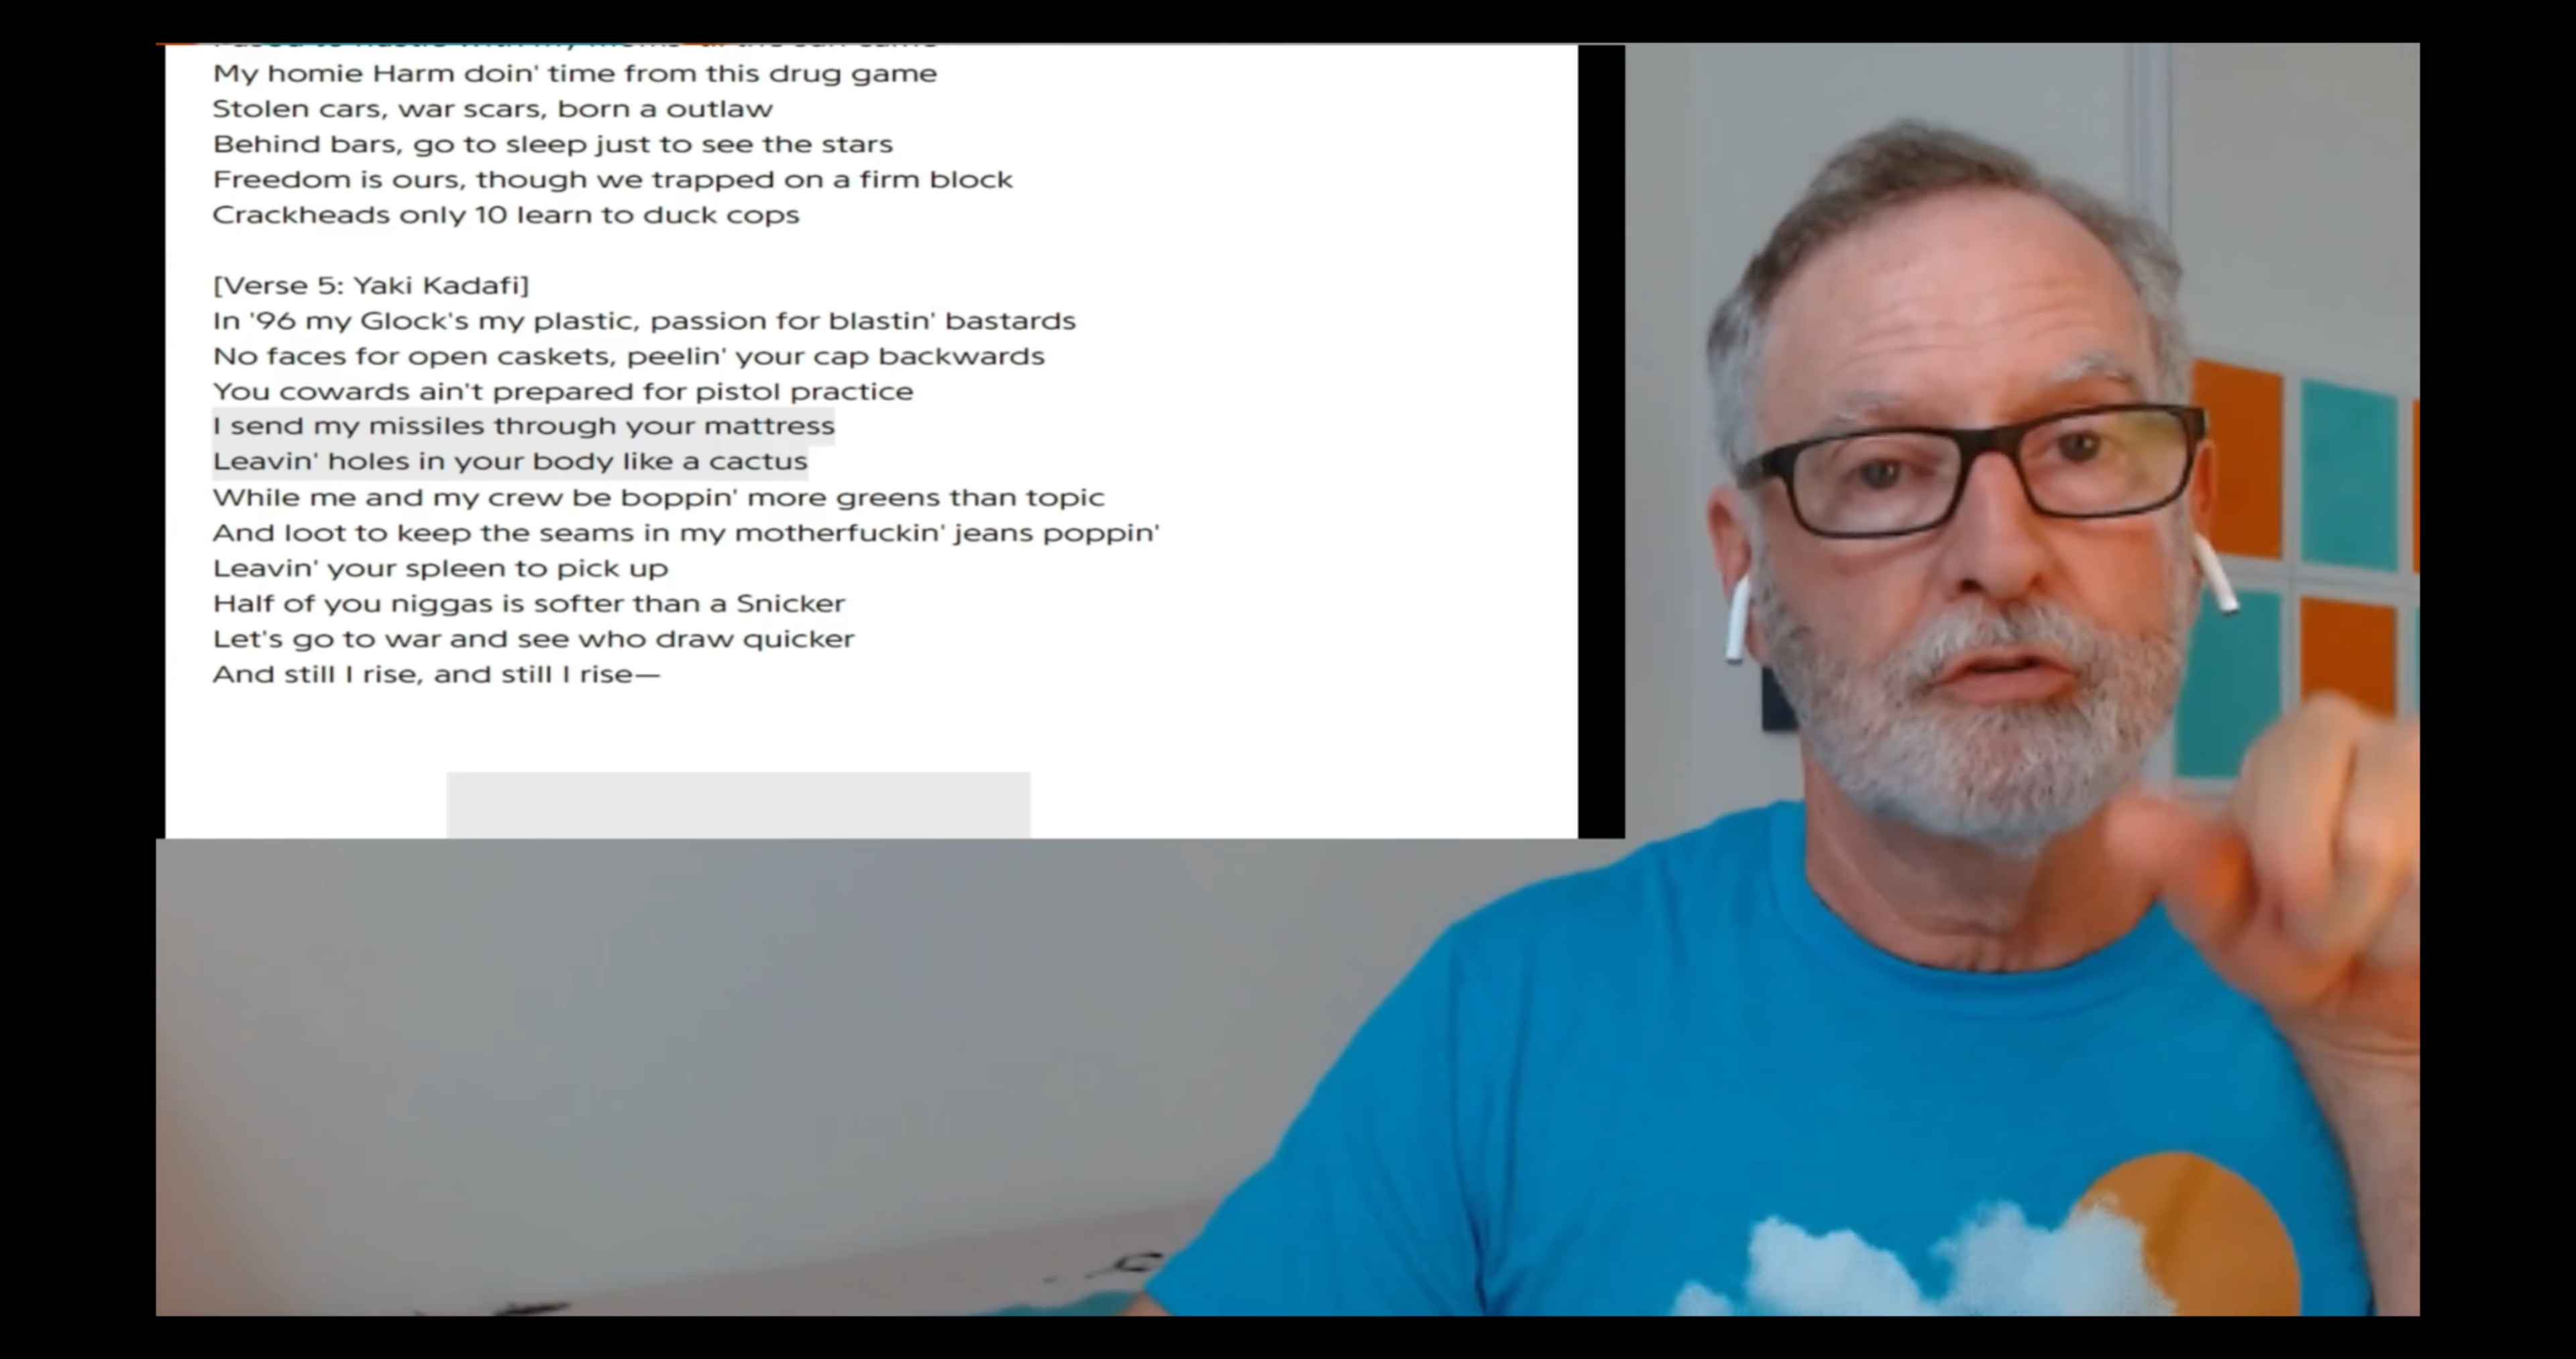 My homie Harm doin' time from this drug game
Stolen cars, war scars, born a outlaw
Behind bars, go to sleep just to see the stars
Freedom is ours, though we trapped on a firm block
Crackheads only 10 learn to duck cops
[Verse 5: Yaki Kadafi]
In '96 my Glock's my plastic, passion for blastin' bastards
No faces for open caskets, peelin' your cap backwards
You cowards ain't prepared for pistol practice
I send my missiles through your mattress
Leavin' holes in your body like a cactus
While me and my crew be boppin' more greens than topic
And loot to keep the seams in my motherfuckin' jeans poppin'
Leavin' your spleen to pick up
Half of you niggas is softer than a Snicker
Let's go to war and see who draw quicker
And still I rise, and still I rise—